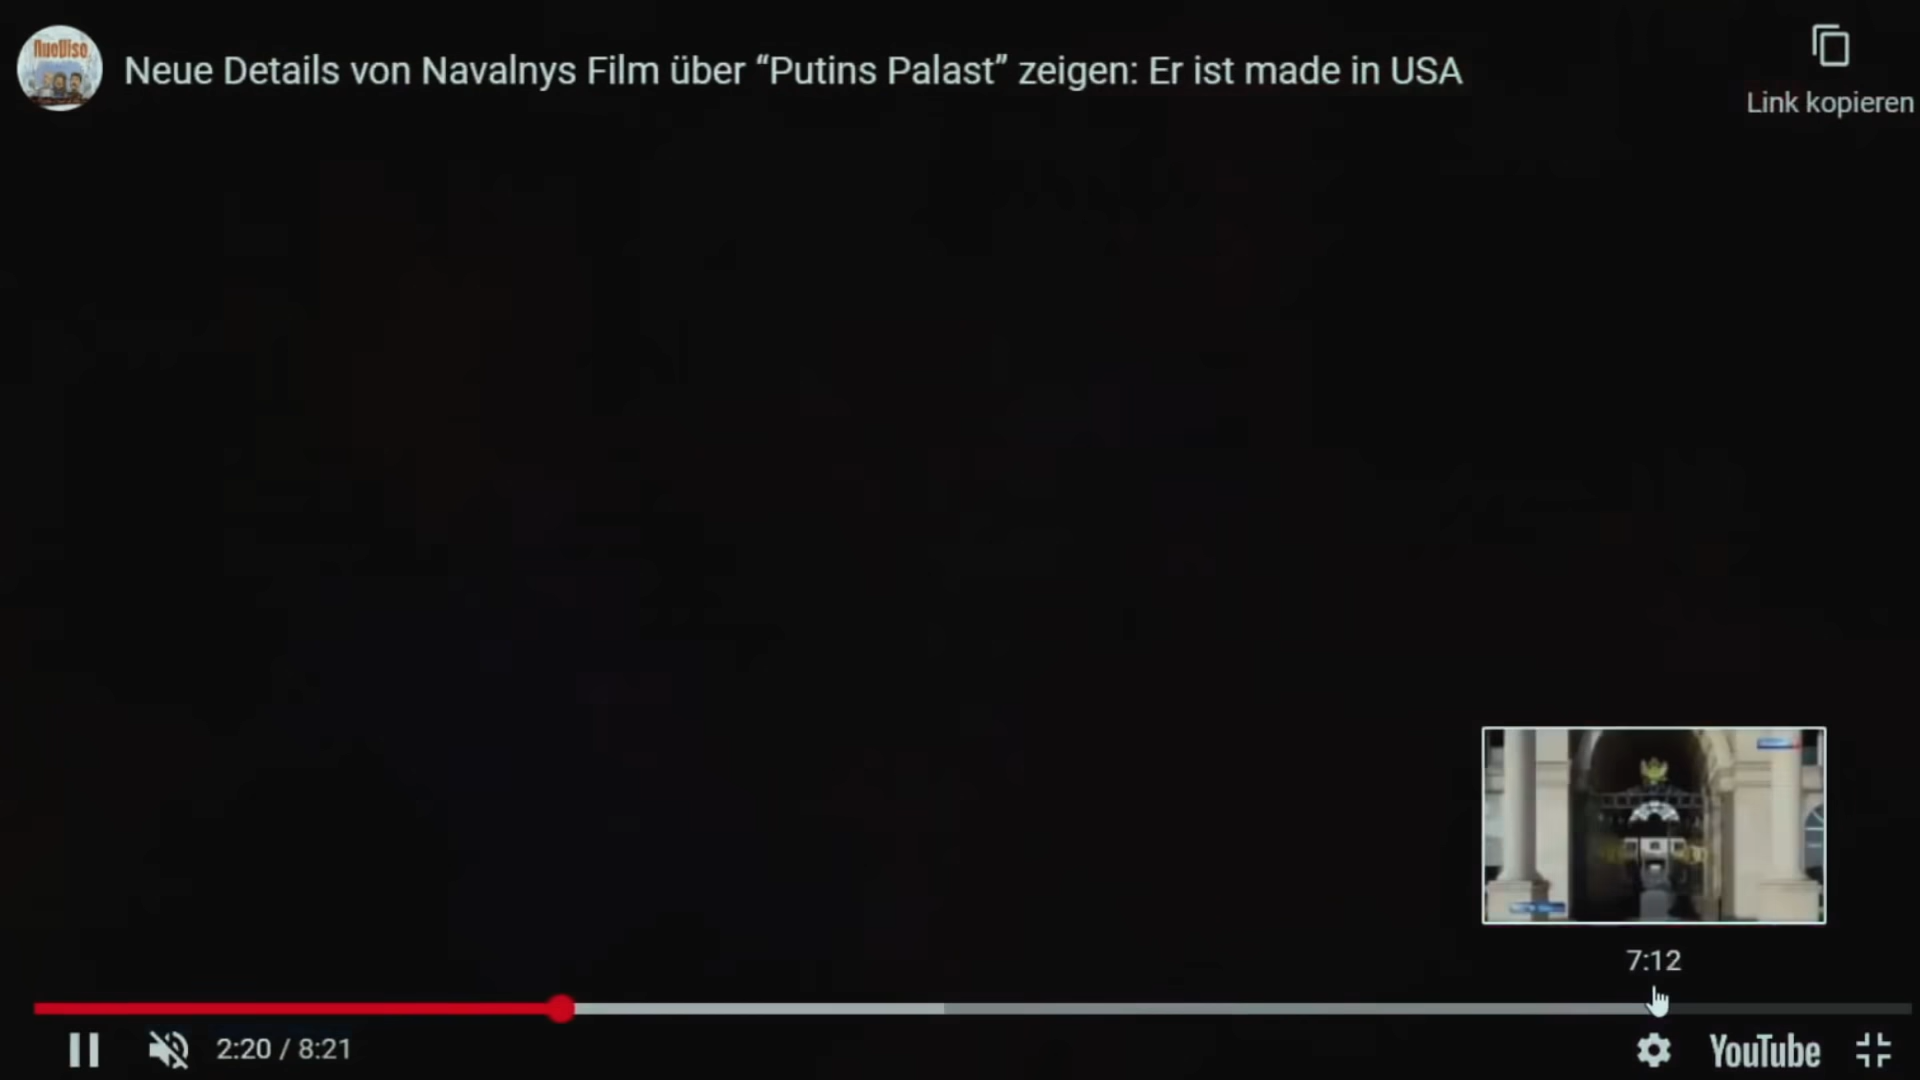 NuoViso
Neue Details von Navalnys Film über “Putins Palast” zeigen: Er ist made in USA
Link kopieren
7:12
2:20 / 8:21
YouTube